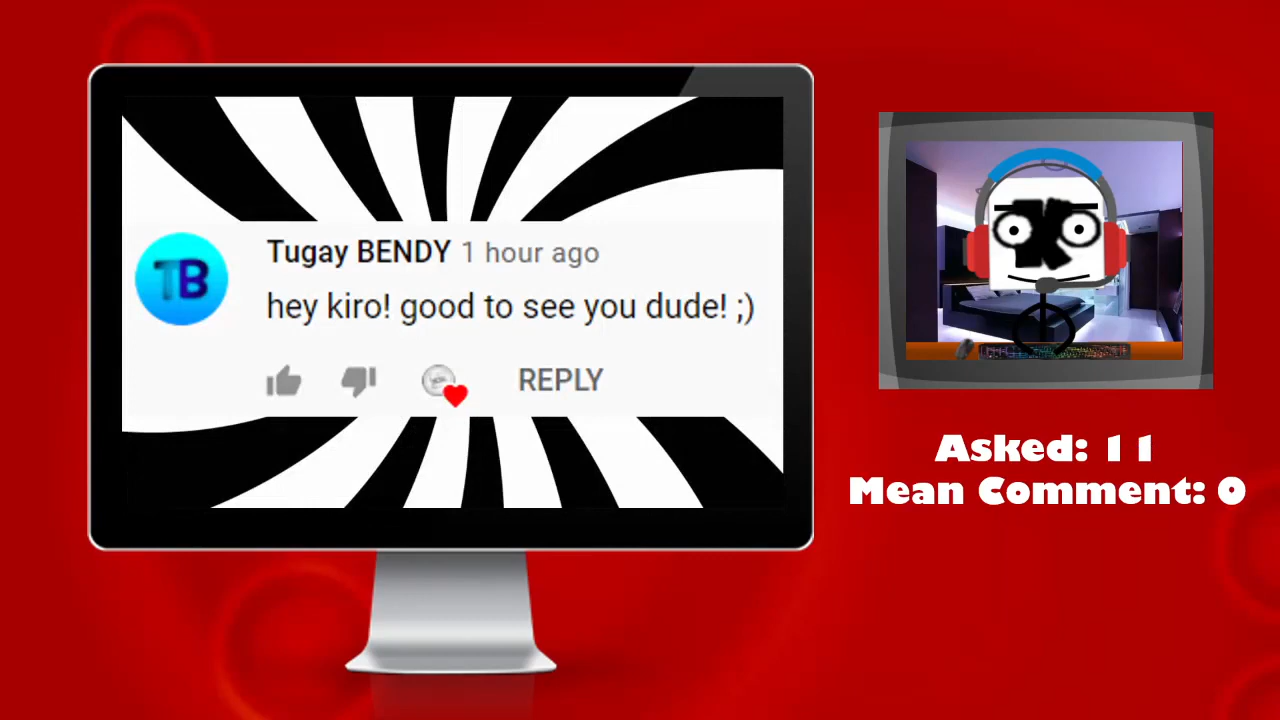 Tugay BENDY 1 hour ago
TB
hey kiro! good to see you dude! ;)
REPLY
K
Asked: 11
Mean Comment: 0